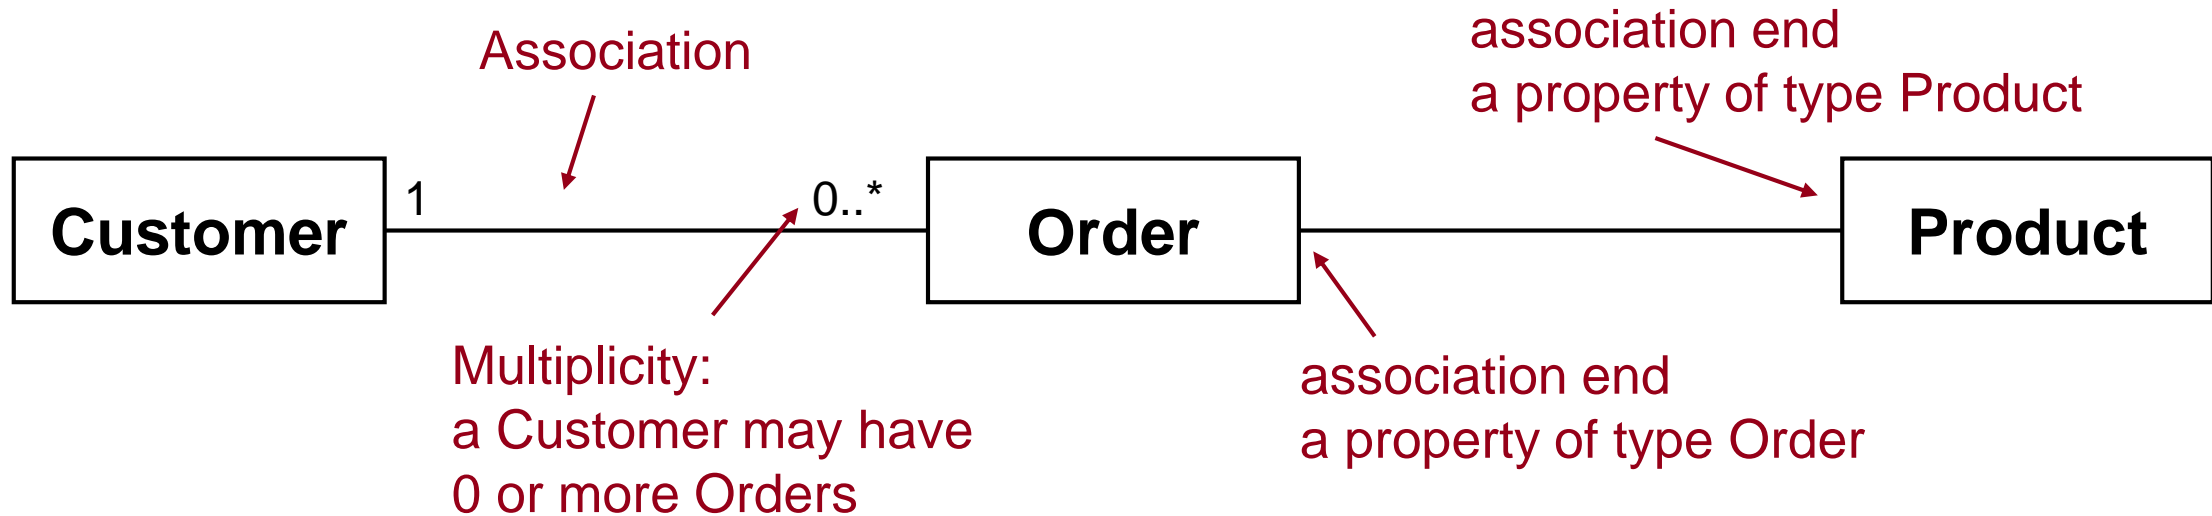 Association
association end
a property of type Product
Customer
1
0..*
Order
Product
Multiplicity:
a Customer may have
0 or more Orders
association end
a property of type Order